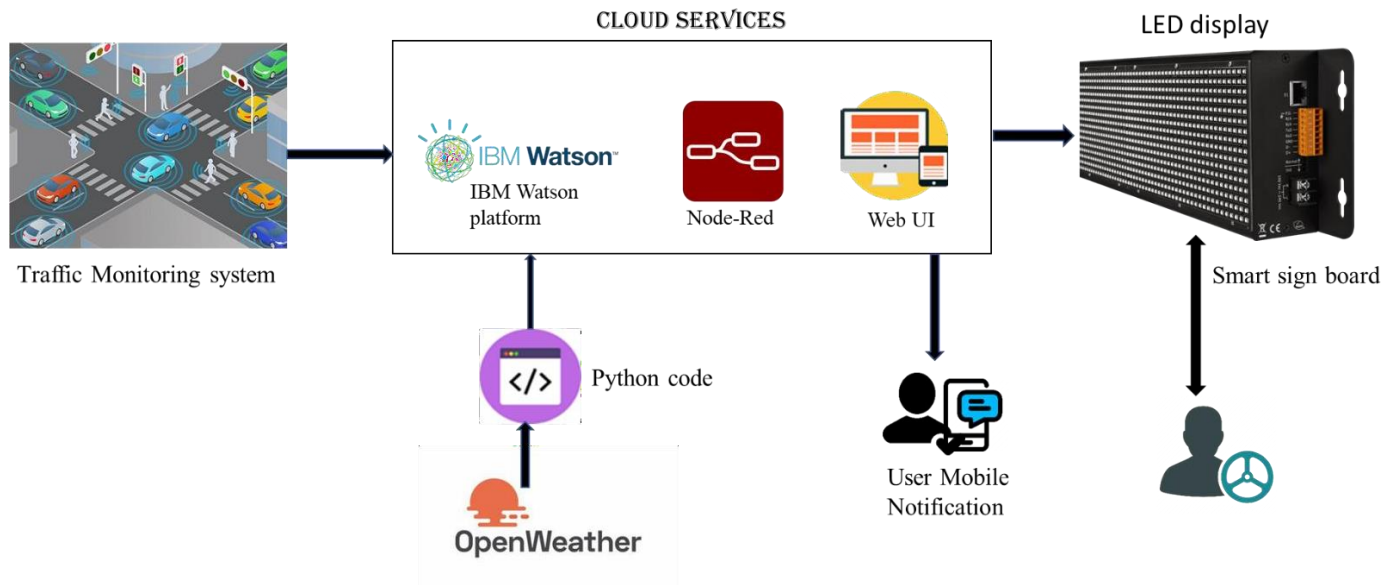 CLOUD SERVICES
LED display
IBM Watson™
IBM Watson
platform
Node-Red
Web UI
Traffic Monitoring system
Smart sign board
</>
Python code
User Mobile
Notification
OpenWeather